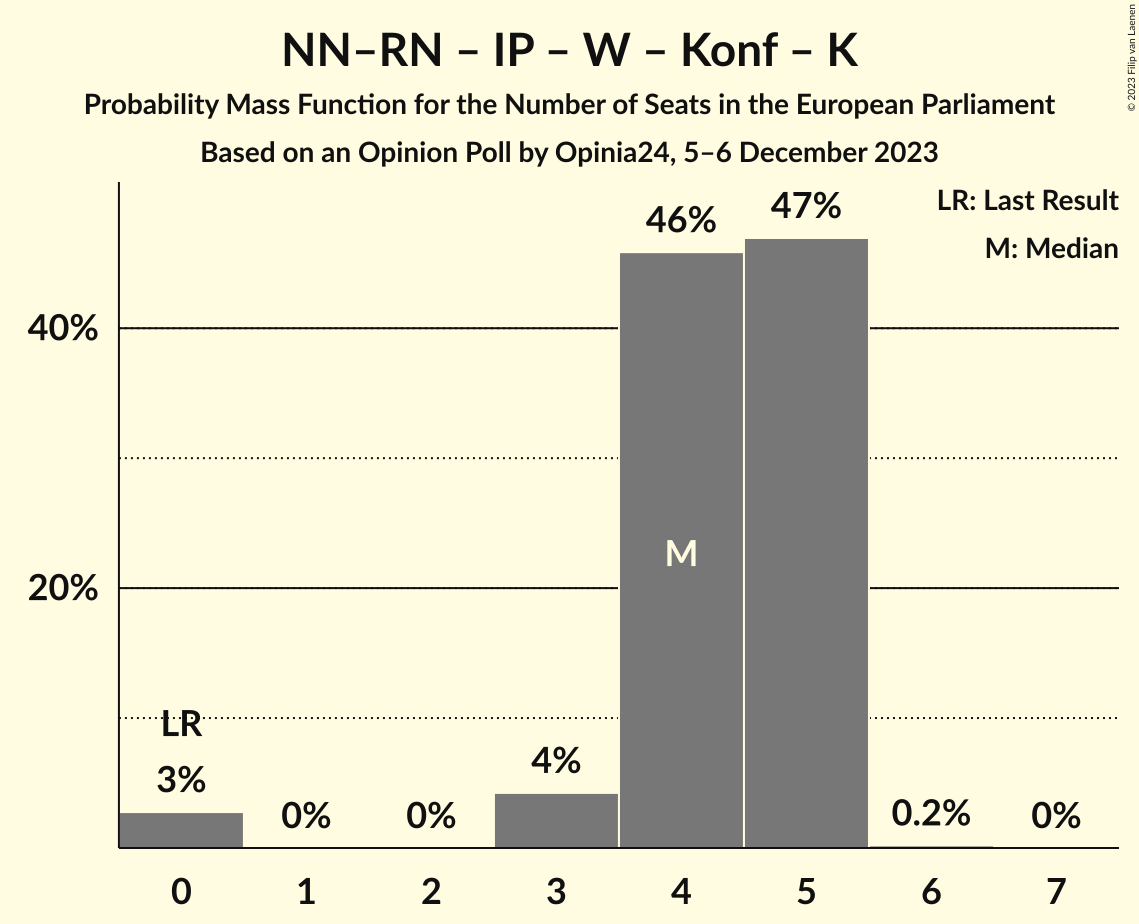 NN–RN – IP – W – Konf – K
Probability Mass Function for the Number of Seats in the European Parliament
Based on an Opinion Poll by Opinia24, 5–6 December 2023
© 2023 Filip van Laenen
LR: Last Result
M: Median
46%
47%
40%
M
20%
LR
3%
0%
0%
4%
0.2%
0%
0
1
2
3
4
5
6
7